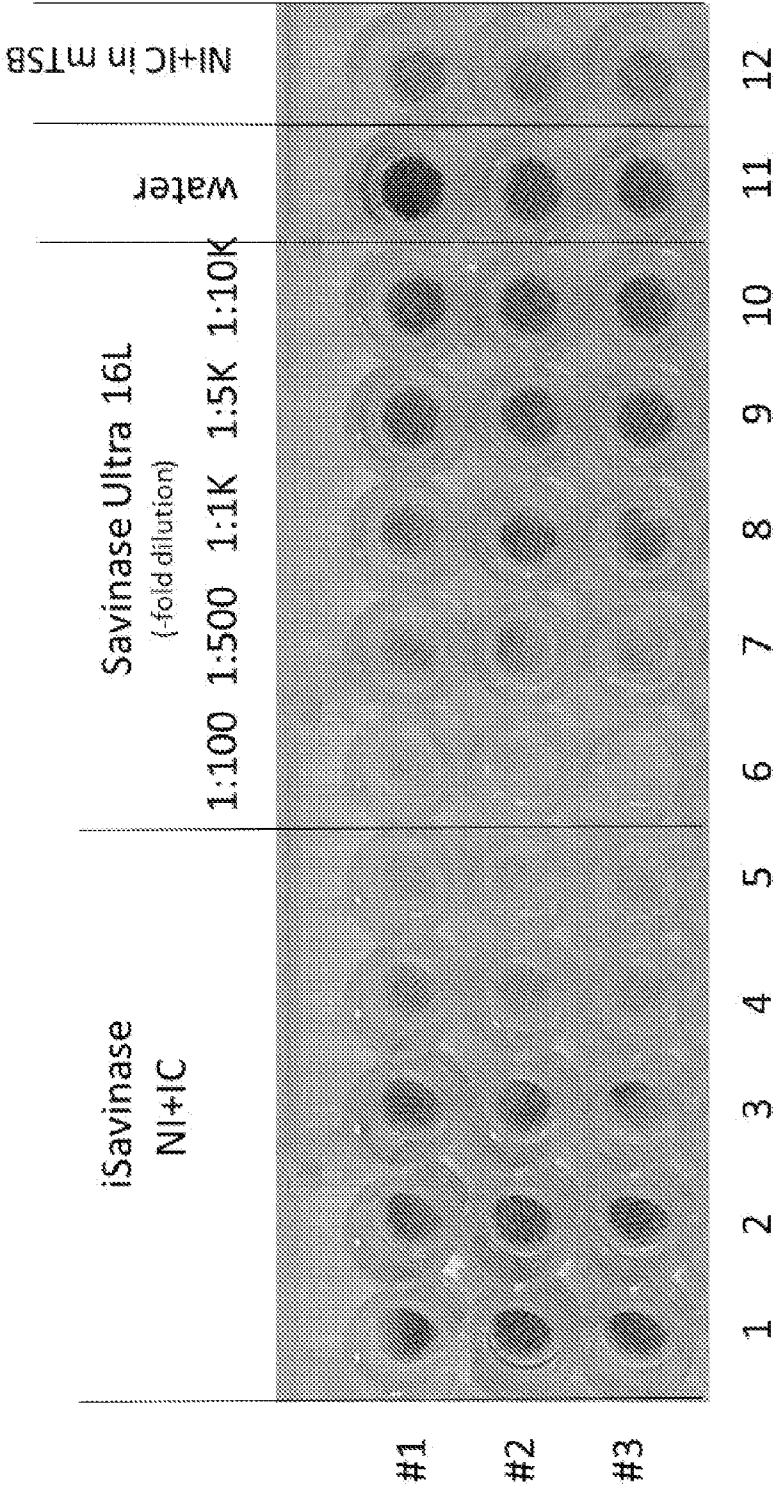 iSavinase
NI+IC
Savinase Ultra 16L
(-fold dilution)
1:100 1:500 1:1K 1:5K 1:10K
water
NI+IC in mTSB
#1
#2
#3
1 2 3 4 5 6 7 8 9 10 11 12